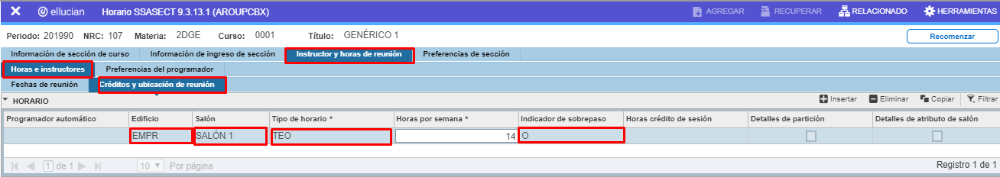 ellucian Horario SSASECT 9.3.13.1 (AROUPCBX) AGREGAR RECUPERAR RELACIONADO HERRAMIENTAS
Periodo: 201990 NRC: 107 Materia: 2DGE Curso: 0001 Título: GENÉRICO 1 Recomenzar
Información de sección de curso Información de ingreso de sección Instructor y horas de reunión Preferencias de sección
Horas e instructores Preferencias del programador
Fechas de reunión Créditos y ubicación de reunión
HORARIO Insertar Eliminar Copiar Filtrar
Programador automático Edificio Salón Tipo de horario * Horas por semana * Indicador de sobrepaso Horas crédito de sesión Detalles de partición Detalles de atributo de salón
EMPR SALÓN 1 TEO 14 O
1 de 1 10 Por página Registro 1 de 1